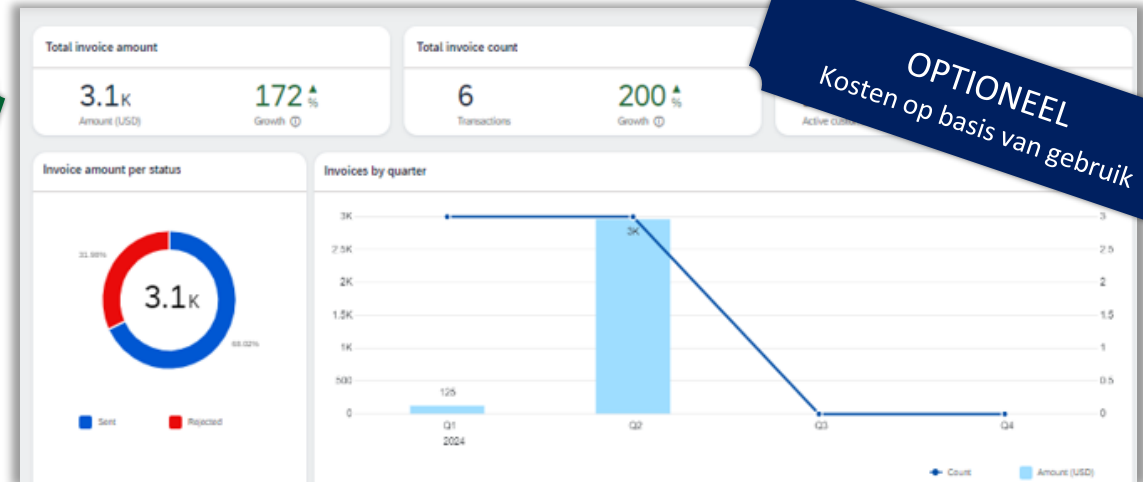 Total invoice amount
3.1K
Amount (USD)
172 %
Growth
Total invoice count
6
Transactions
200 %
Growth
OPTIONEEL
Kosten op basis van gebruik
Invoice amount per status
31.98%
3.1K
68.02%
Sent
Rejected
Invoices by quarter
3K
2.5K
2K
1.5K
1K
500
0
125
3K
3
2.5
2
1.5
1
0.5
0
Q1
Q2
Q3
Q4
2024
Count
Amount (USD)